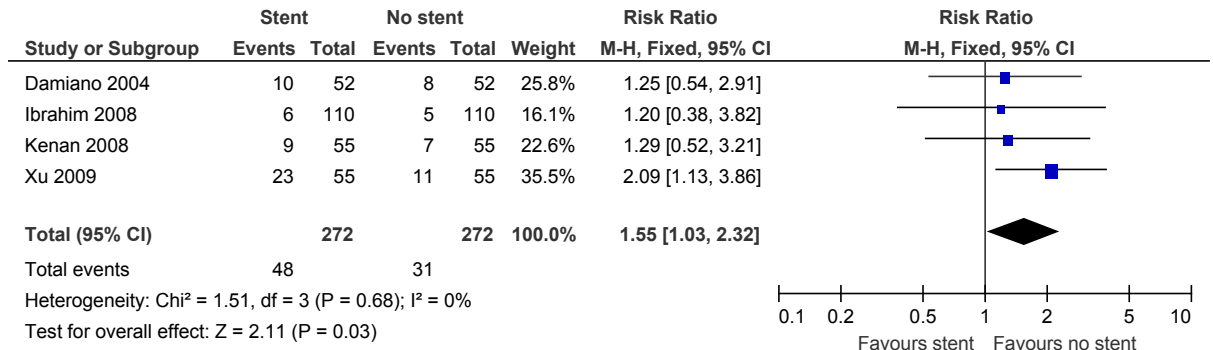 Stent No stent Risk Ratio Risk Ratio
Study or Subgroup Events Total Events Total Weight M-H, Fixed, 95% CI M-H, Fixed, 95% CI
Damiano 2004 10 52 8 52 25.8% 1.25 [0.54, 2.91]
Ibrahim 2008 6 110 5 110 16.1% 1.20 [0.38, 3.82]
Kenan 2008 9 55 7 55 22.6% 1.29 [0.52, 3.21]
Xu 2009 23 55 11 55 35.5% 2.09 [1.13, 3.86]
Total (95% CI) 272 272 100.0% 1.55 [1.03, 2.32]
Total events 48 31
Heterogeneity: Chi² = 1.51, df = 3 (P = 0.68); I² = 0%
Test for overall effect: Z = 2.11 (P = 0.03)
0.1 0.2 0.5 1 2 5 10
Favours stent Favours no stent